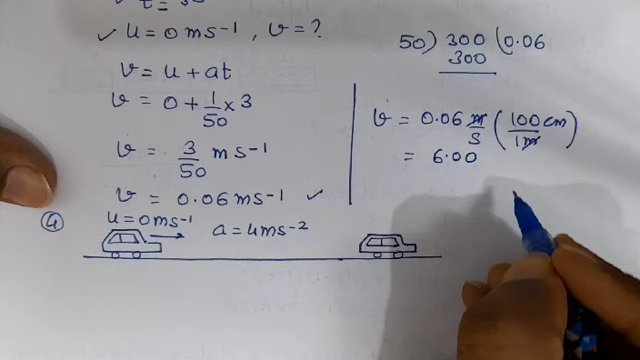 ✓ u = 0 ms⁻¹ , v = ?
v = u + at
v = 0 + 1/50 × 3
v = 3/50 ms⁻¹
v = 0.06 ms⁻¹ ✓
50) 300 (0.06
300
v = 0.06 m/s (100 cm/1m)
= 6.00
④ u = 0 ms⁻¹
a = 4 ms⁻²